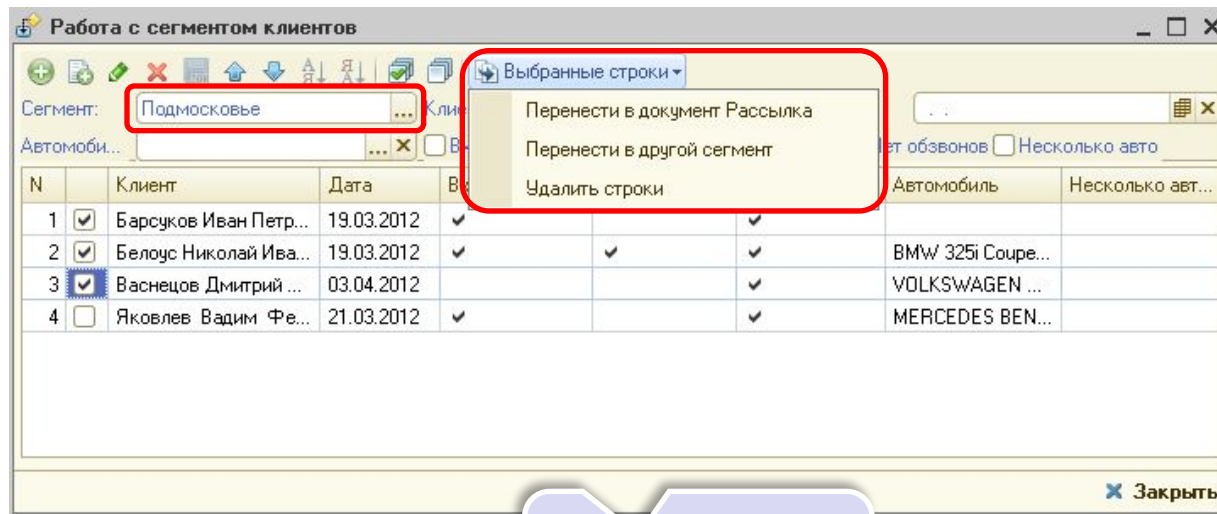 Работа с сегментом клиентов
Выбранные строки
Сегмент: Подмосковье ...
Перенести в документ Рассылка
Автомоби... ... обзвонов Несколько авто
Перенести в другой сегмент
Удалить строки
N Клиент Дата Автомобиль Несколько авт...
1 Барсуков Иван Петр... 19.03.2012
2 Белоус Николай Ива... 19.03.2012 BMW 325i Coupe...
3 Васнецов Дмитрий ... 03.04.2012 VOLKSWAGEN ...
4 Яковлев Вадим Фе... 21.03.2012 MERCEDES BEN...
Закрыть